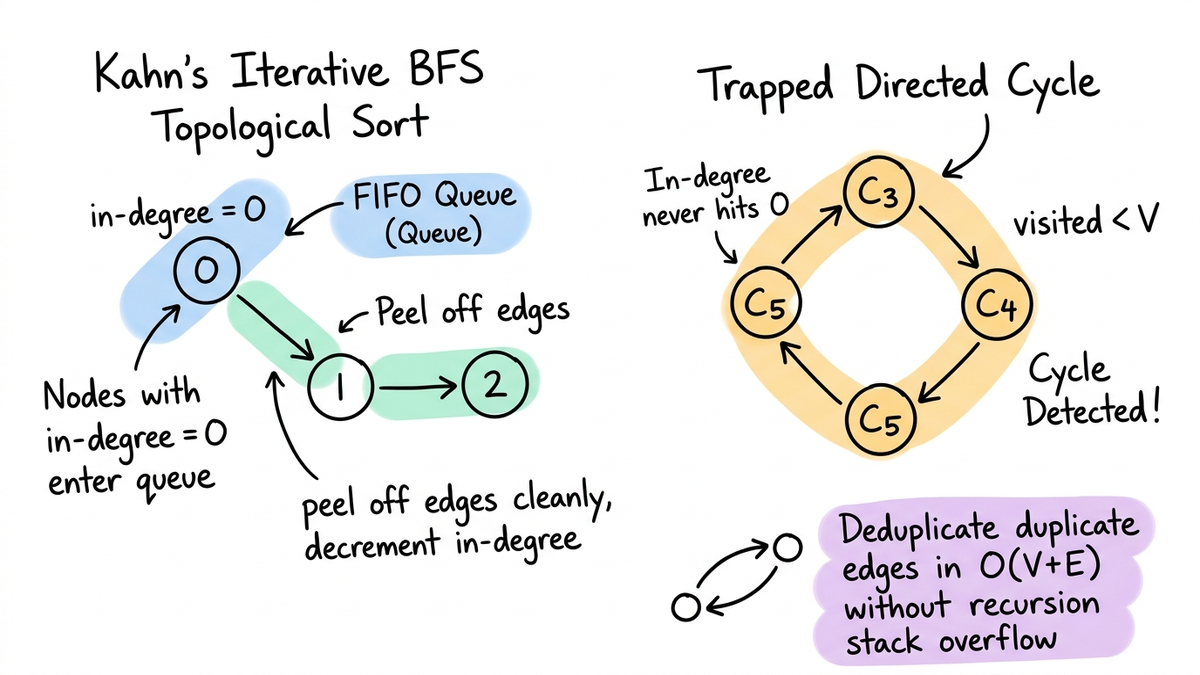 Kahn's Iterative BFS
Topological Sort
in-degree = 0
FIFO Queue
(Queue)
0
Peel off edges
1
2
Nodes with
in-degree = 0
enter queue
peel off edges cleanly,
decrement in-degree
Trapped Directed Cycle
In-degree
never hits 0
C3
visited < V
C5
C4
Cycle
Detected!
C5
Deduplicate duplicate
edges in O(V+E)
without recursion
stack overflow